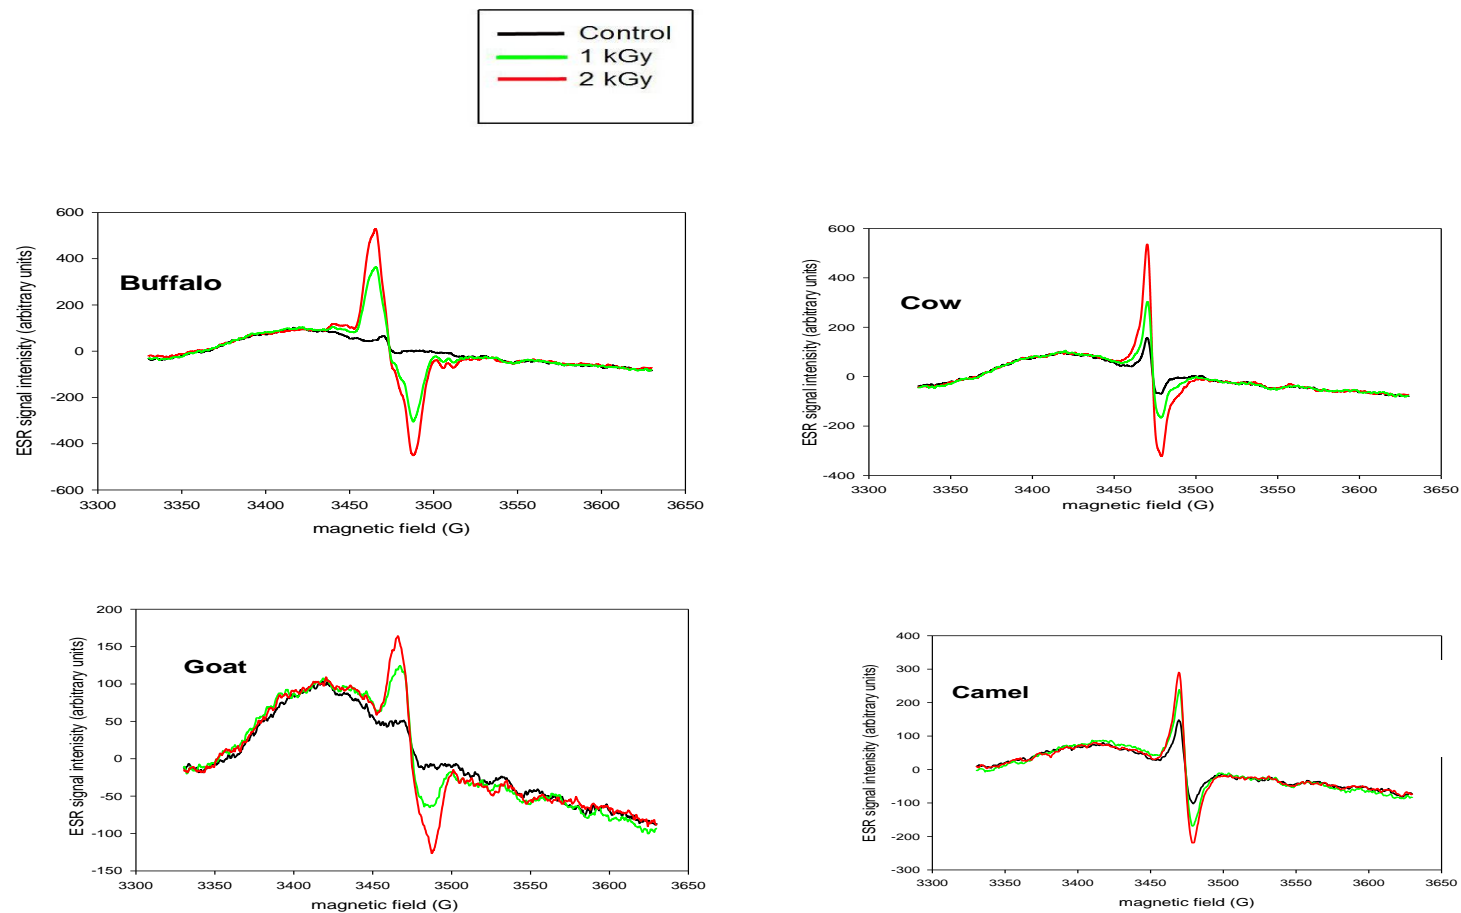 Control
1 kGy
2 kGy
600
400
200
0
-200
-400
-600
3300 3350 3400 3450 3500 3550 3600 3650
ESR signal intenisity (arbitrary units)
Buffalo
magnetic field (G)
600
400
200
0
-200
-400
3300 3350 3400 3450 3500 3550 3600 3650
ESR signal intenisity (arbitrary units)
Cow
magnetic field (G)
200
150
100
50
0
-50
-100
-150
3300 3350 3400 3450 3500 3550 3600 3650
ESR signal intenisity (arbitrary units)
Goat
magnetic field (G)
400
300
200
100
0
-100
-200
-300
3300 3350 3400 3450 3500 3550 3600 3650
ESR signal intenisity (arbitrary units)
Camel
magnetic field (G)